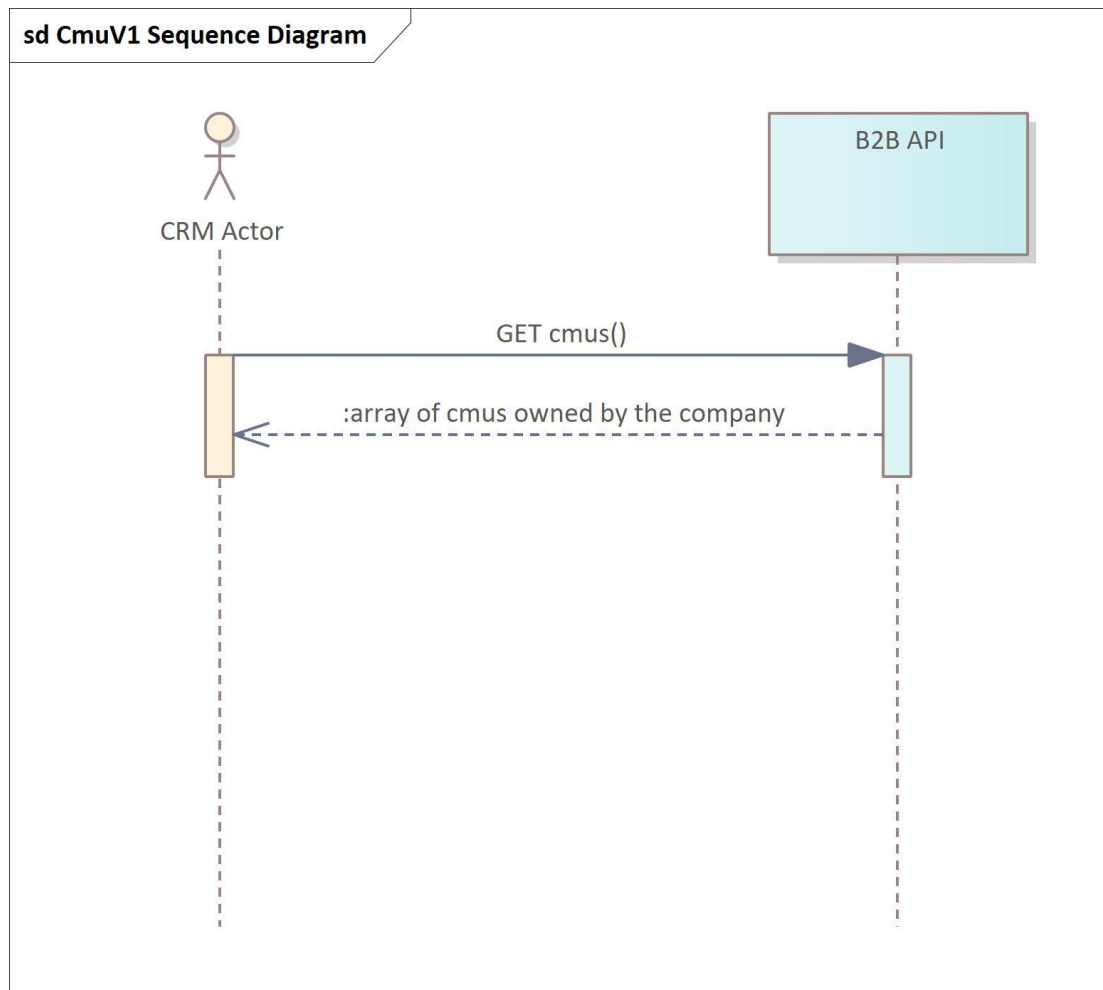 sd CmuV1 Sequence Diagram
B2B API
CRM Actor
GET cmus()
:array of cmus owned by the company